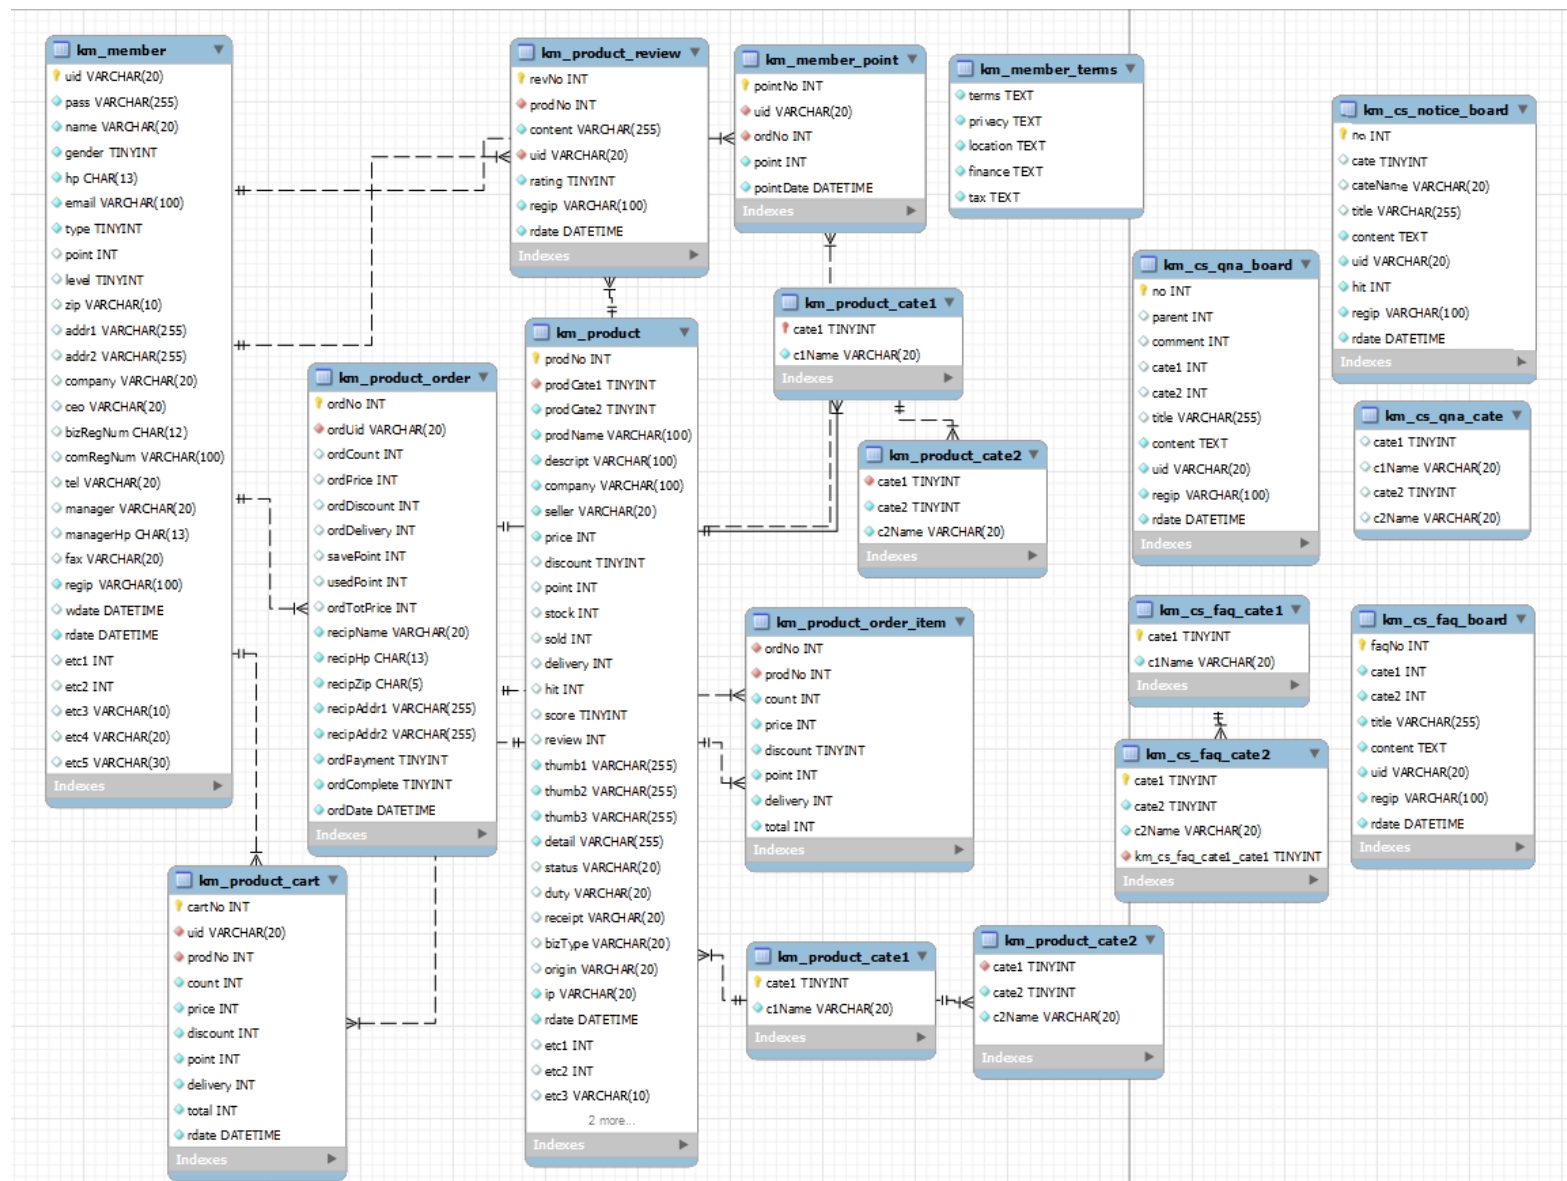 km_member
uid VARCHAR(20)
pass VARCHAR(255)
name VARCHAR(20)
gender TINYINT
hp CHAR(13)
email VARCHAR(100)
type TINYINT
point INT
level TINYINT
zip VARCHAR(10)
addr1 VARCHAR(255)
addr2 VARCHAR(255)
company VARCHAR(20)
ceo VARCHAR(20)
bizRegNum CHAR(12)
comRegNum VARCHAR(100)
tel VARCHAR(20)
manager VARCHAR(20)
managerHp CHAR(13)
fax VARCHAR(20)
regip VARCHAR(100)
wdate DATETIME
rdate DATETIME
etc1 INT
etc2 INT
etc3 VARCHAR(10)
etc4 VARCHAR(20)
etc5 VARCHAR(30)
Indexes
km_product_review
revNo INT
prodNo INT
content VARCHAR(255)
uid VARCHAR(20)
rating TINYINT
regip VARCHAR(100)
rdate DATETIME
Indexes
km_member_point
pointNo INT
uid VARCHAR(20)
ordNo INT
point INT
pointDate DATETIME
Indexes
km_member_terms
terms TEXT
privacy TEXT
location TEXT
finance TEXT
tax TEXT
km_cs_notice_board
no INT
cate TINYINT
cateName VARCHAR(20)
title VARCHAR(255)
content TEXT
uid VARCHAR(20)
hit INT
regip VARCHAR(100)
rdate DATETIME
Indexes
km_cs_qna_board
no INT
parent INT
comment INT
cate1 INT
cate2 INT
title VARCHAR(255)
content TEXT
uid VARCHAR(20)
regip VARCHAR(100)
rdate DATETIME
Indexes
km_product_cate1
cate1 TINYINT
c1Name VARCHAR(20)
Indexes
km_product
prodNo INT
prodCate1 TINYINT
prodCate2 TINYINT
prodName VARCHAR(100)
descript VARCHAR(100)
company VARCHAR(100)
seller VARCHAR(20)
price INT
discount TINYINT
point INT
stock INT
sold INT
delivery INT
hit INT
score TINYINT
review INT
thumb1 VARCHAR(255)
thumb2 VARCHAR(255)
thumb3 VARCHAR(255)
detail VARCHAR(255)
status VARCHAR(20)
duty VARCHAR(20)
receipt VARCHAR(20)
bizType VARCHAR(20)
origin VARCHAR(20)
ip VARCHAR(20)
rdate DATETIME
etc1 INT
etc2 INT
etc3 VARCHAR(10)
2 more...
Indexes
km_product_order
ordNo INT
ordUid VARCHAR(20)
ordCount INT
ordPrice INT
ordDiscount INT
ordDelivery INT
savePoint INT
usedPoint INT
ordTotPrice INT
recipName VARCHAR(20)
recipHp CHAR(13)
recipZip CHAR(5)
recipAddr1 VARCHAR(255)
recipAddr2 VARCHAR(255)
ordPayment TINYINT
ordComplete TINYINT
ordDate DATETIME
Indexes
km_product_cate2
cate1 TINYINT
cate2 TINYINT
c2Name VARCHAR(20)
Indexes
km_cs_qna_cate
cate1 TINYINT
c1Name VARCHAR(20)
cate2 TINYINT
c2Name VARCHAR(20)
km_product_order_item
ordNo INT
prodNo INT
count INT
price INT
discount TINYINT
point INT
delivery INT
total INT
Indexes
km_cs_faq_cate1
cate1 TINYINT
c1Name VARCHAR(20)
Indexes
km_cs_faq_board
faqNo INT
cate1 INT
cate2 INT
title VARCHAR(255)
content TEXT
uid VARCHAR(20)
regip VARCHAR(100)
rdate DATETIME
Indexes
km_cs_faq_cate2
cate1 TINYINT
cate2 TINYINT
c2Name VARCHAR(20)
km_cs_faq_cate1_cate1 TINYINT
Indexes
km_product_cart
cartNo INT
uid VARCHAR(20)
prodNo INT
count INT
price INT
discount INT
point INT
delivery INT
total INT
rdate DATETIME
Indexes
km_product_cate1
cate1 TINYINT
c1Name VARCHAR(20)
Indexes
km_product_cate2
cate1 TINYINT
cate2 TINYINT
c2Name VARCHAR(20)
Indexes